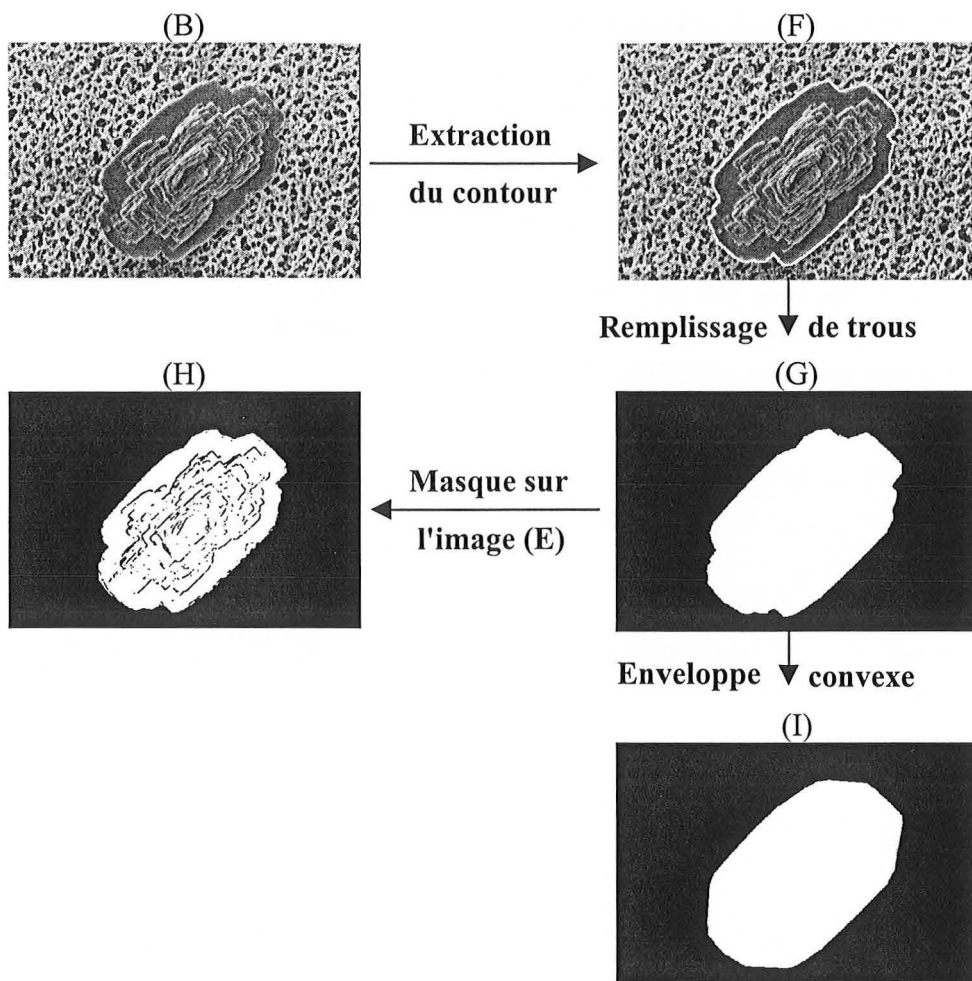 (B)
(F)
Extraction
du contour
Remplissage de trous
(H)
(G)
Masque sur
l'image (E)
Enveloppe convexe
(I)